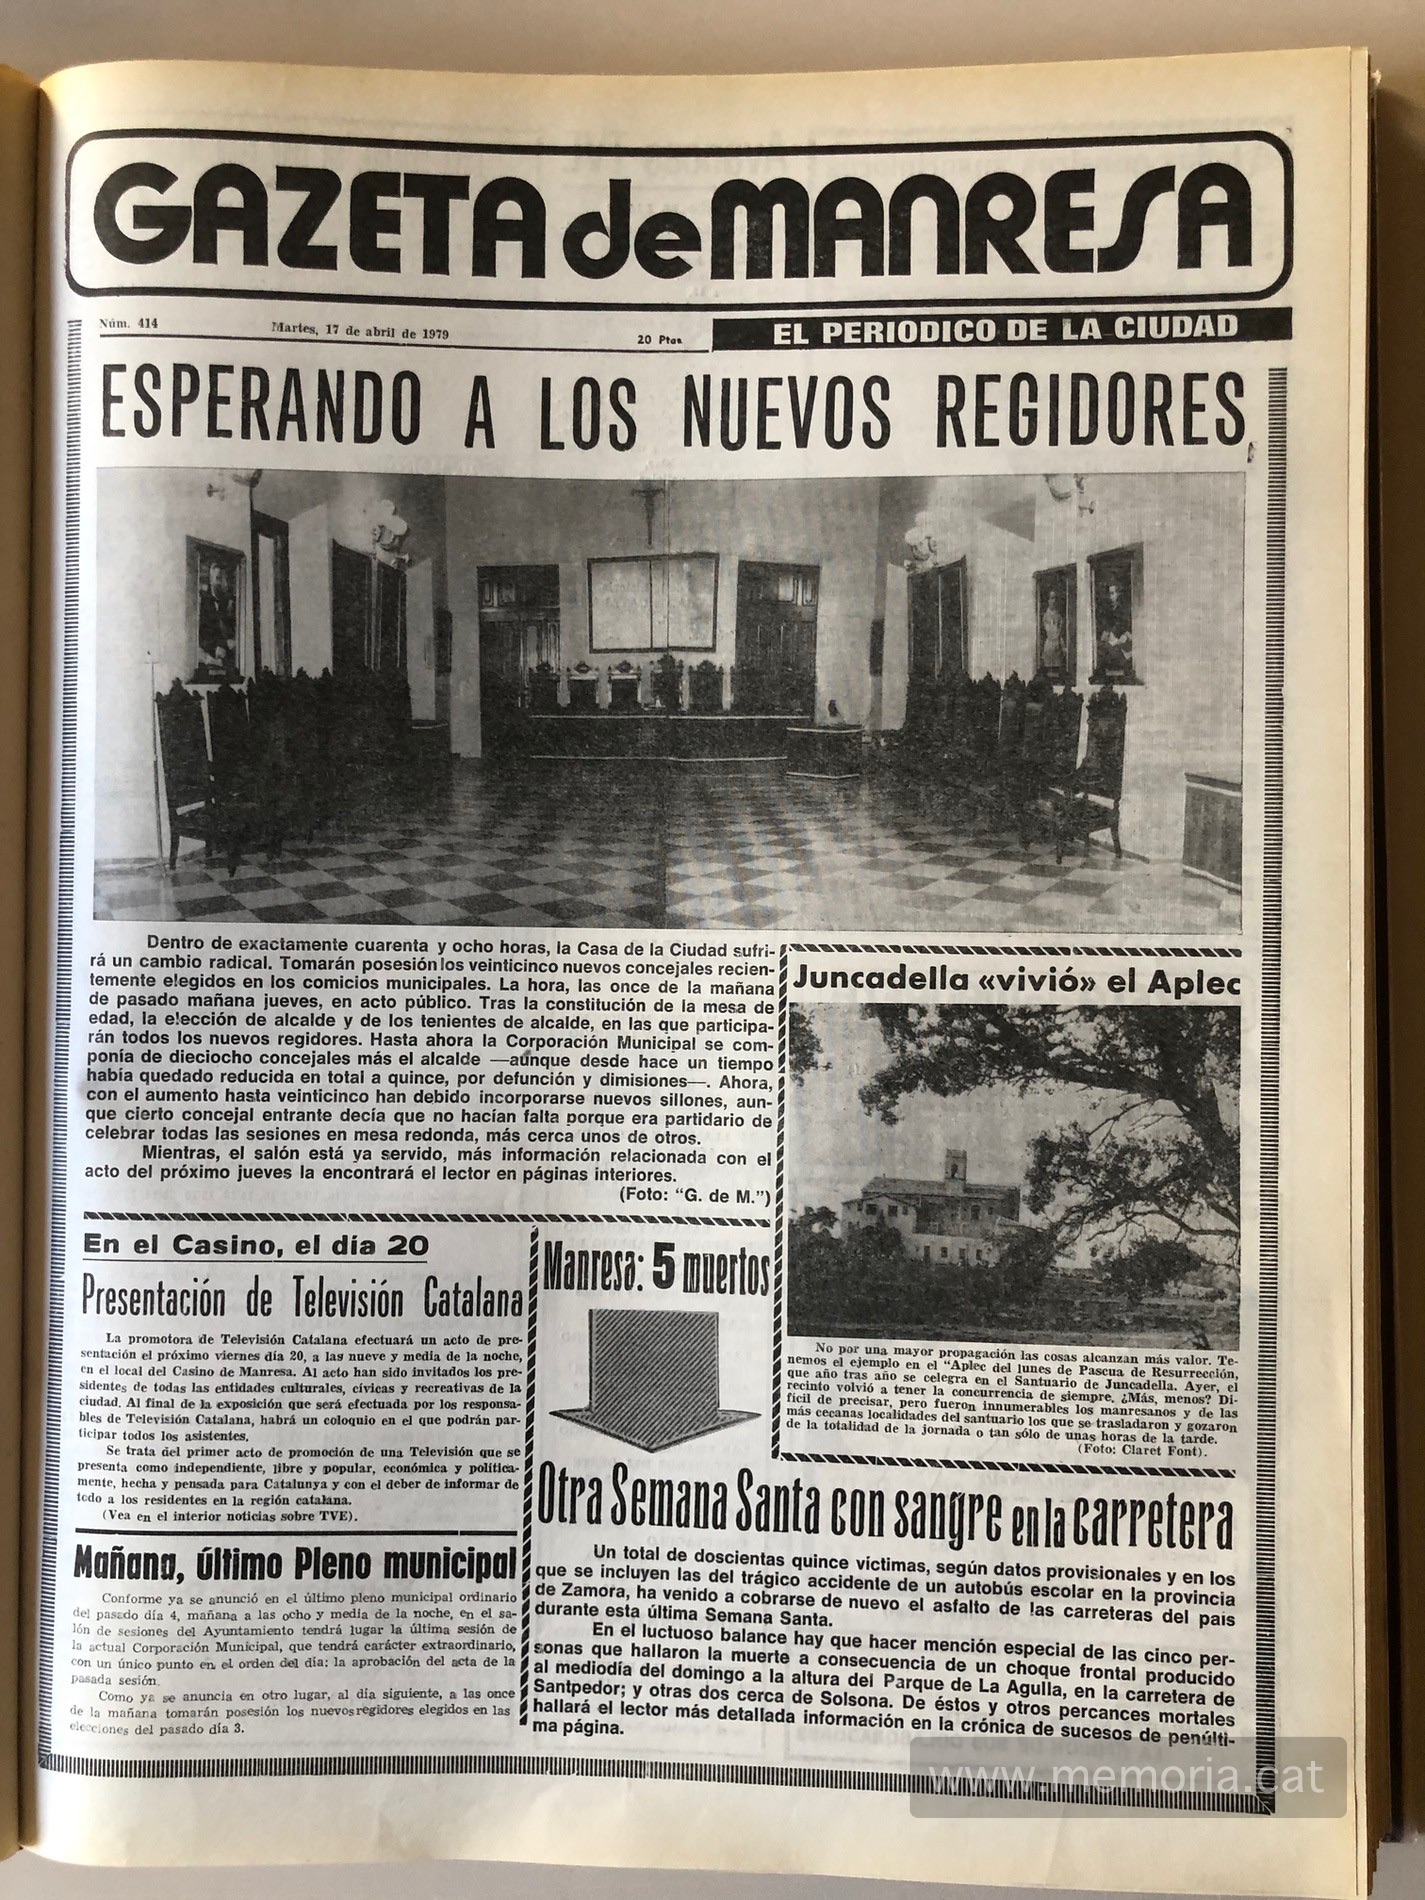 GAZETA de MANRESA
Núm. 414
Martes, 17 de abril de 1979
20 Ptas.
EL PERIODICO DE LA CIUDAD
ESPERANDO A LOS NUEVOS REGIDORES
Dentro de exactamente cuarenta y ocho horas, la Casa de la Ciudad sufri-
rá un cambio radical. Tomarán posesión los veinticinco nuevos concejales recien-
temente elegidos en los comicios municipales. La hora, las once de la mañana
de pasado mañana jueves, en acto público. Tras la constitución de la mesa de
edad, la elección de alcalde y de los tenientes de alcalde, en las que participa-
rán todos los nuevos regidores. Hasta ahora la Corporación Municipal se com-
ponía de dieciocho concejales más el alcalde —aunque desde hace un tiempo
había quedado reducida en total a quince, por defunción y dimisiones—. Ahora,
con el aumento hasta veinticinco han debido incorporarse nuevos sillones, aun-
que cierto concejal entrante decía que no hacían falta porque era partidario de
celebrar todas las sesiones en mesa redonda, más cerca unos de otros.
Mientras, el salón está ya servido, más información relacionada con el
acto del próximo jueves la encontrará el lector en páginas interiores.
(Foto: "G. de M.")
Juncadella «vivió» el Aplec
No por una mayor propagación las cosas alcanzan más valor. Te-
nemos el ejemplo en el "Aplec del lunes de Pascua de Resurrección,
que año tras año se celegra en el Santuario de Juncadella. Ayer, el
recinto volvió a tener la concurrencia de siempre. ¿Más, menos? Di-
fícil de precisar, pero fueron innumerables los manresanos y de las
más cecanas localidades del santuario los que se trasladaron y gozaron
de la totalidad de la jornada o tan sólo de unas horas de la tarde.
(Foto: Claret Font).
En el Casino, el día 20
Presentación de Televisión Catalana
La promotora de Televisión Catalana efectuará un acto de pre-
sentación el próximo viernes día 20, a las nueve y media de la noche,
en el local del Casino de Manresa. Al acto han sido invitados los pre-
sidentes de todas las entidades culturales, cívicas y recreativas de la
ciudad. Al final de la exposición que será efectuada por los responsa-
bles de Televisión Catalana, habrá un coloquio en el que podrán par-
ticipar todos los asistentes.
Se trata del primer acto de promoción de una Televisión que se
presenta como independiente, libre y popular, económica y política-
mente, hecha y pensada para Catalunya y con el deber de informar de
todo a los residentes en la región catalana.
(Vea en el interior noticias sobre TVE).
Mañana, último Pleno municipal
Conforme ya se anunció en el último pleno municipal ordinario
del pasado día 4, mañana a las ocho y media de la noche, en el sa-
lón de sesiones del Ayuntamiento tendrá lugar la última sesión de
la actual Corporación Municipal, que tendrá carácter extraordinario,
con un único punto en el orden del día: la aprobación del acta de la
pasada sesión.
Como ya se anuncia en otro lugar, al día siguiente, a las once
de la mañana tomarán posesión los nuevos regidores elegidos en las
elecciones del pasado día 3.
Manresa: 5 muertos
Otra Semana Santa con sangre en la carretera
Un total de doscientas quince víctimas, según datos provisionales y en los
que se incluyen las del trágico accidente de un autobús escolar en la provincia
de Zamora, ha venido a cobrarse de nuevo el asfalto de las carreteras del país
durante esta última Semana Santa.
En el luctuoso balance hay que hacer mención especial de las cinco per-
sonas que hallaron la muerte a consecuencia de un choque frontal producido
al mediodía del domingo a la altura del Parque de La Agulla, en la carretera de
Santpedor; y otras dos cerca de Solsona. De éstos y otros percances mortales
hallará el lector más detallada información en la crónica de sucesos de penúlti-
ma página.
www.memoria.cat